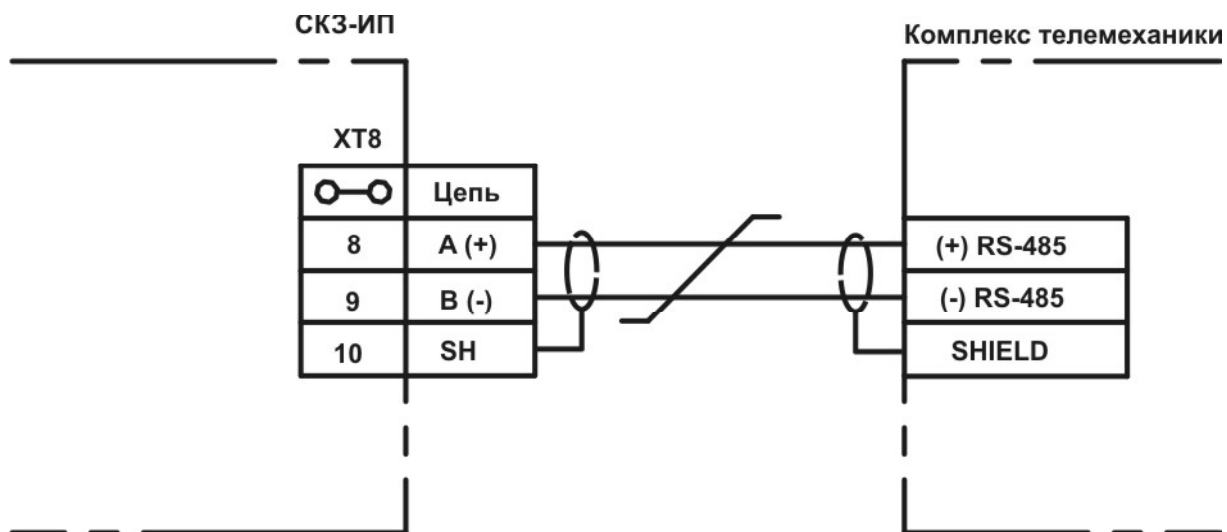 СКЗ-ИП
Комплекс телемеханики
XT8
Цепь
8 A (+)
9 B (-)
10 SH
(+) RS-485
(-) RS-485
SHIELD